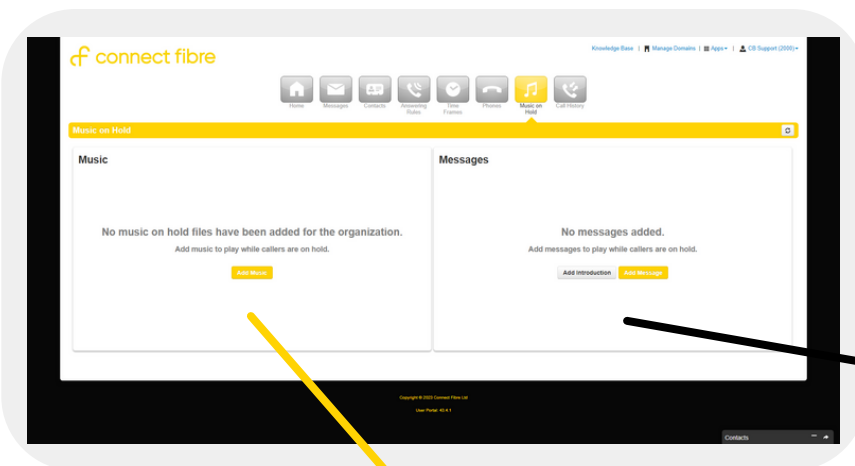 connect fibre
Knowledge Base | Manage Domains | Apps | CB Support (2000)
Home
Messages
Contacts
Answering
Rules
Time
Frames
Phones
Music on
Hold
Call History
Music on Hold
Music
No music on hold files have been added for the organization.
Add music to play while callers are on hold.
Add Music
Messages
No messages added.
Add messages to play while callers are on hold.
Add Introduction
Add Message
Copyright © 2023 Connect Fibre Ltd
User Portal
Contacts